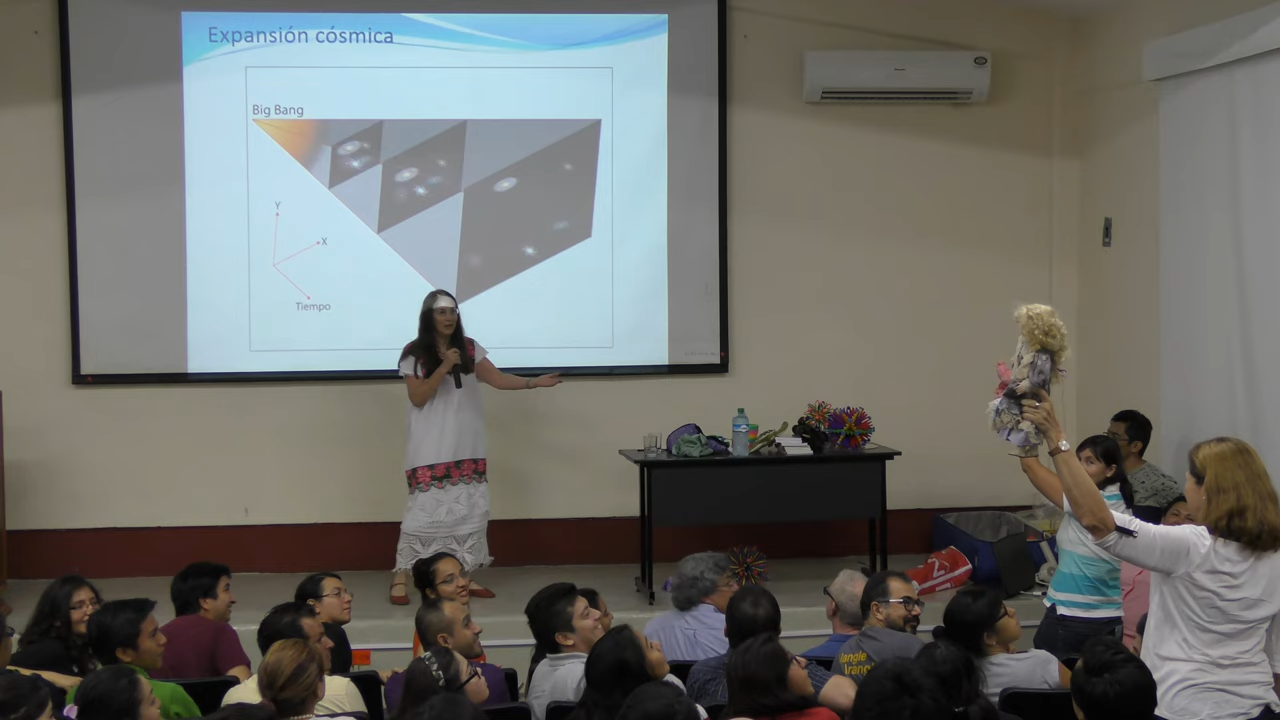 Expansión cósmica
Big Bang
Y
X
Tiempo